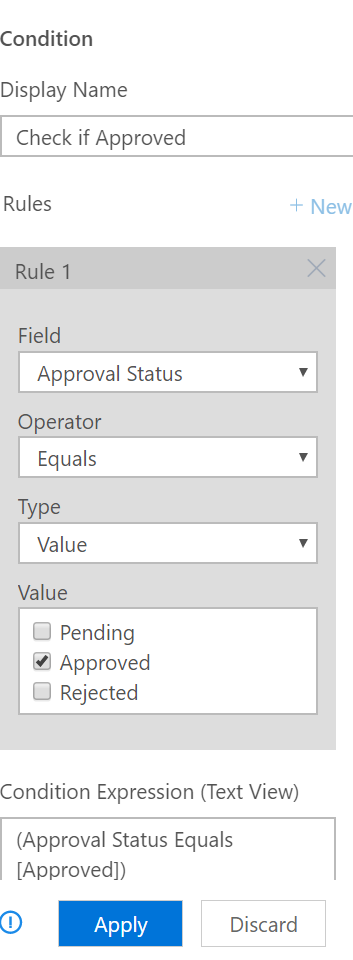 Condition
Display Name
Check if Approved
Rules
+ New
Rule 1
Field
Approval Status
Operator
Equals
Type
Value
Value
Pending
Approved
Rejected
Condition Expression (Text View)
(Approval Status Equals
[Approved])
Apply
Discard